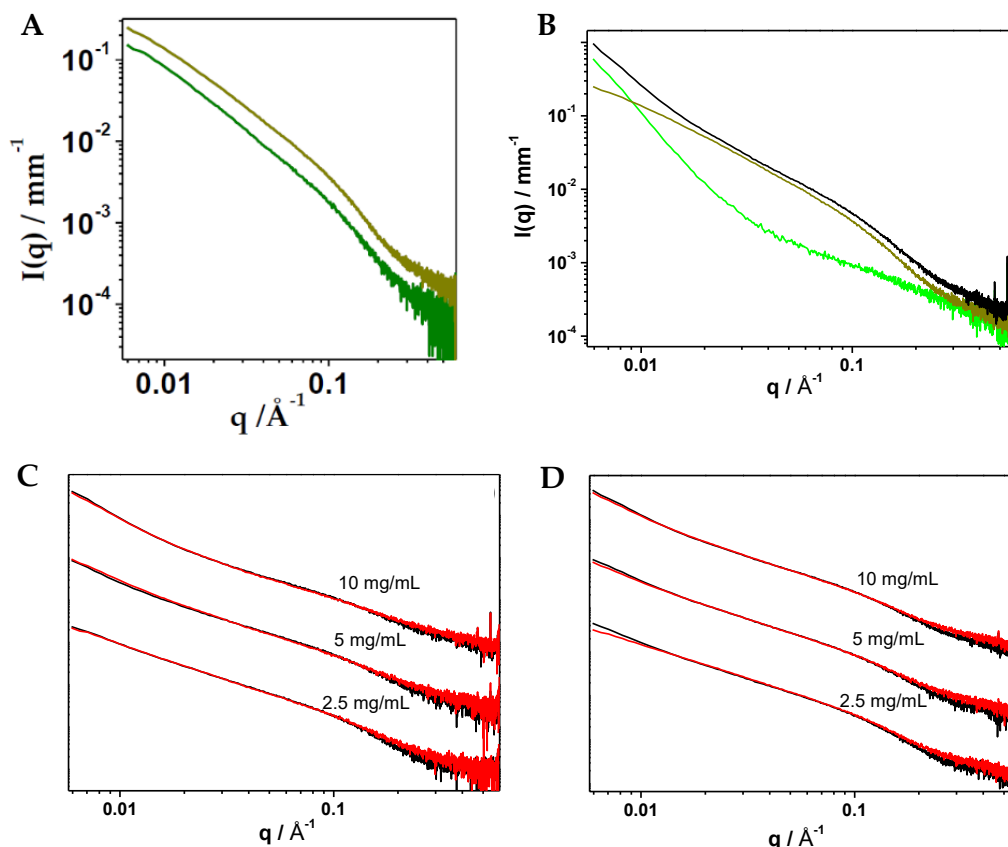 A
10⁻¹
10⁻²
10⁻³
10⁻⁴
I(q) / mm⁻¹
0.01
0.1
q /Å⁻¹
B
10⁻¹
10⁻²
10⁻³
10⁻⁴
I(q) / mm⁻¹
0.01
0.1
q / Å⁻¹
C
10 mg/mL
5 mg/mL
2.5 mg/mL
0.01
0.1
q / Å⁻¹
D
10 mg/mL
5 mg/mL
2.5 mg/mL
0.01
0.1
q / Å⁻¹